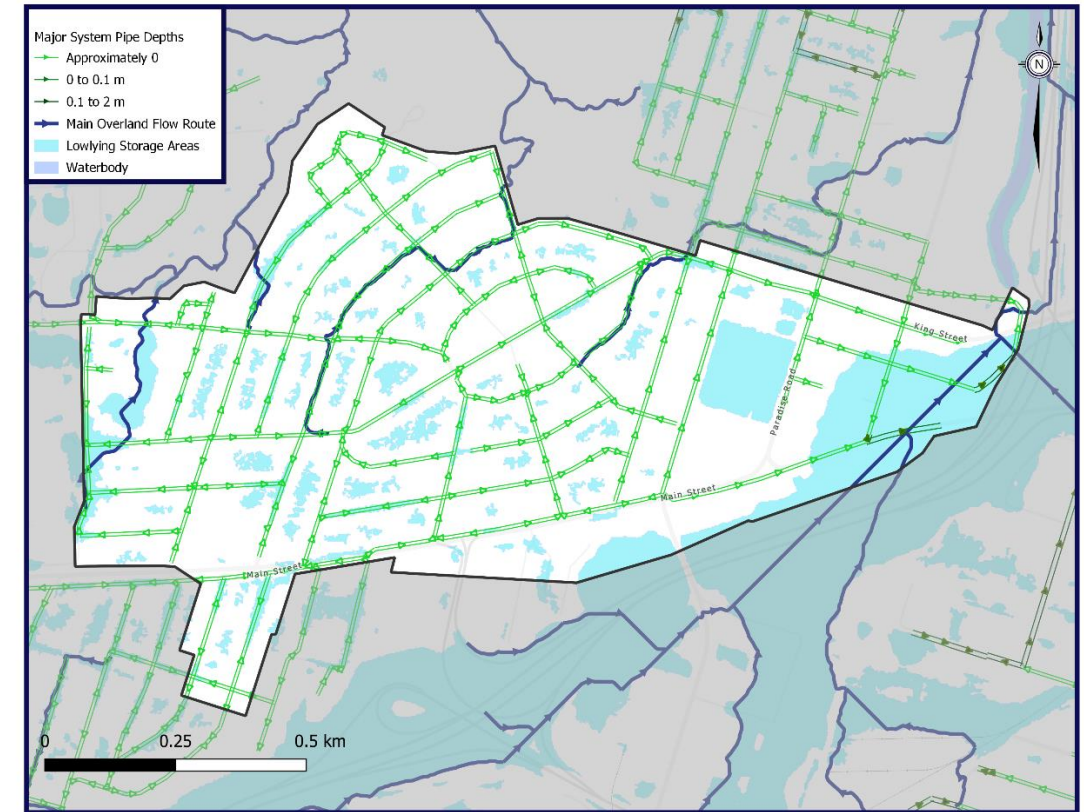 Major System Pipe Depths
Approximately 0
0 to 0.1 m
0.1 to 2 m
Main Overland Flow Route
Lowlying Storage Areas
Waterbody
N
King Street
Paradise Road
Main Street
Main Street
0 0.25 0.5 km